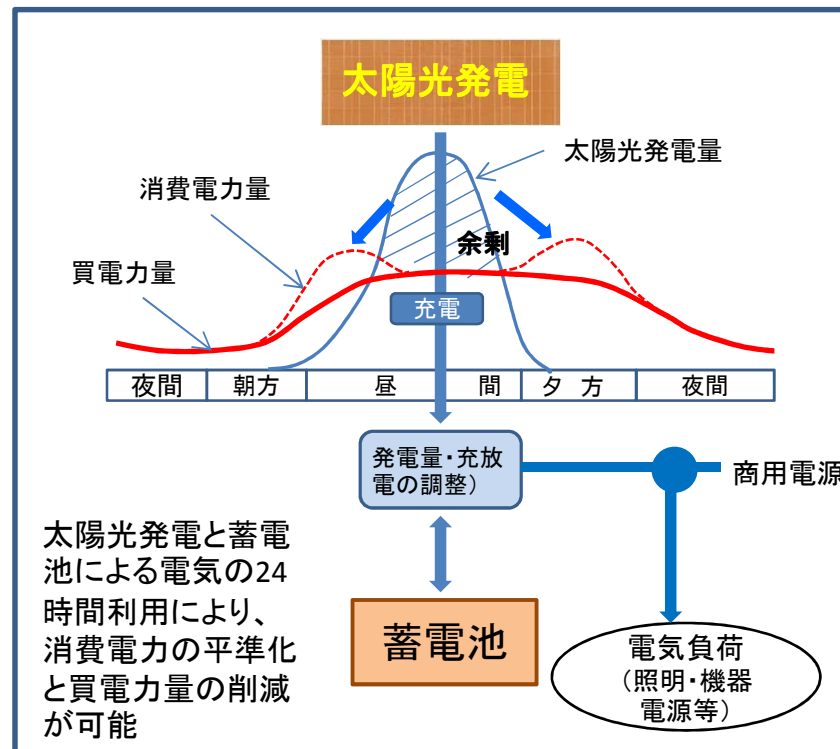 太陽光発電
太陽光発電量
消費電力量
余剰
買電力量
充電
夜間
朝方
昼
間
夕 方
夜間
発電量・充放
電の調整）
商用電源
太陽光発電と蓄電
池による電気の24
時間利用により、
消費電力の平準化
と買電力量の削減
が可能
蓄電池
電気負荷
（照明・機器
電源等）